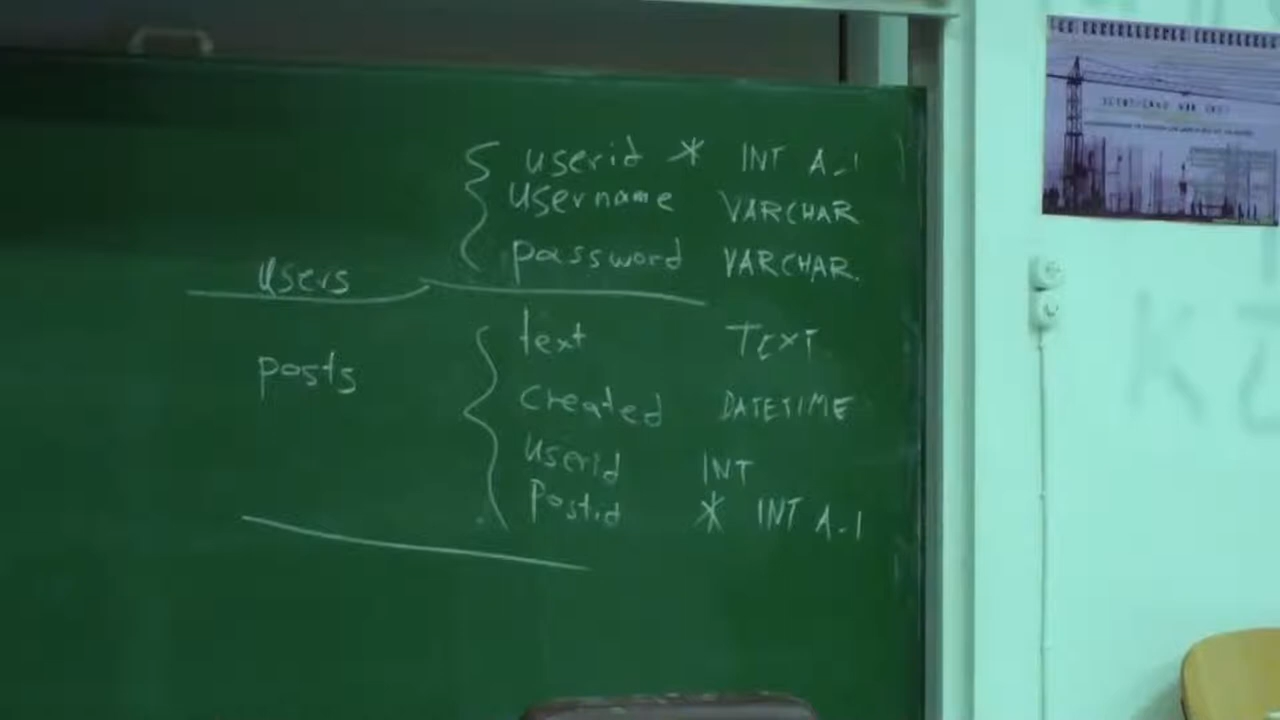 userid * INT A-I
username VARCHAR
password VARCHAR.
users
text TEXT
posts
created DATETIME
userid INT
Postid * INT A-I